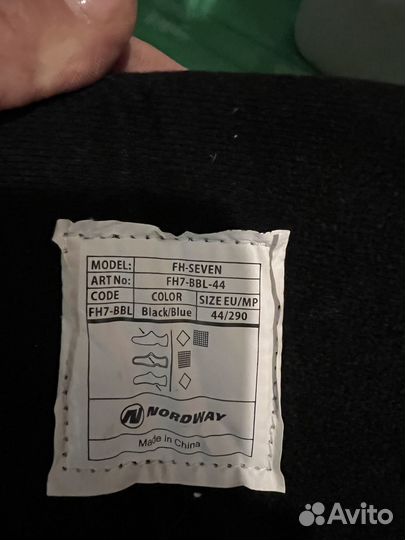 MODEL: FH-SEVEN
ART No: FH7-BBL-44
CODE COLOR SIZE EU/MP
FH7-BBL Black/Blue 44/290
NORDWAY
Made in China
Avito